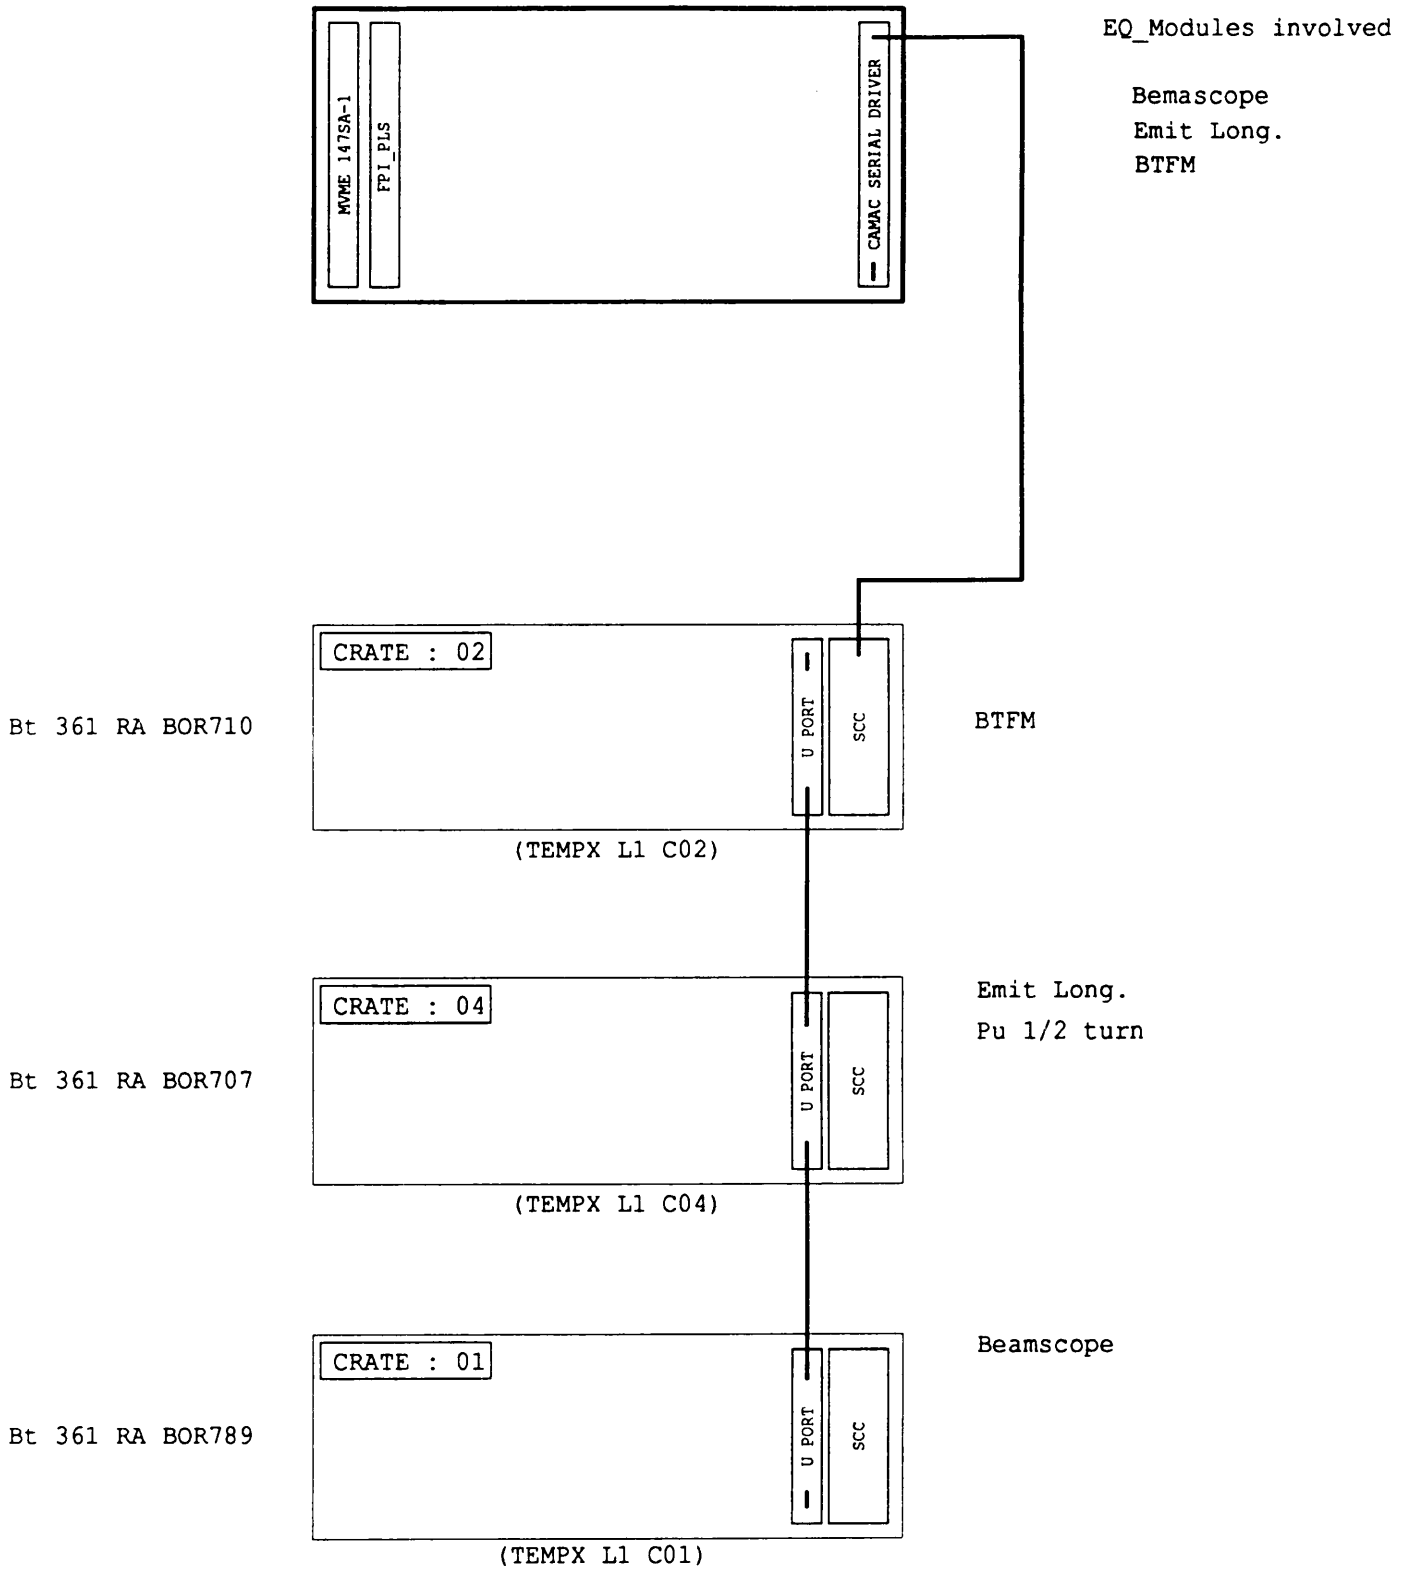 EQ_Modules involved
Bemascope
Emit Long.
BTFM
MVME 147SA-1
FPI_PLS
CAMAC SERIAL DRIVER
CRATE : 02
U PORT
SCC
Bt 361 RA BOR710
BTFM
(TEMPX L1 C02)
CRATE : 04
U PORT
SCC
Emit Long.
Pu 1/2 turn
Bt 361 RA BOR707
(TEMPX L1 C04)
CRATE : 01
U PORT
SCC
Beamscope
Bt 361 RA BOR789
(TEMPX L1 C01)